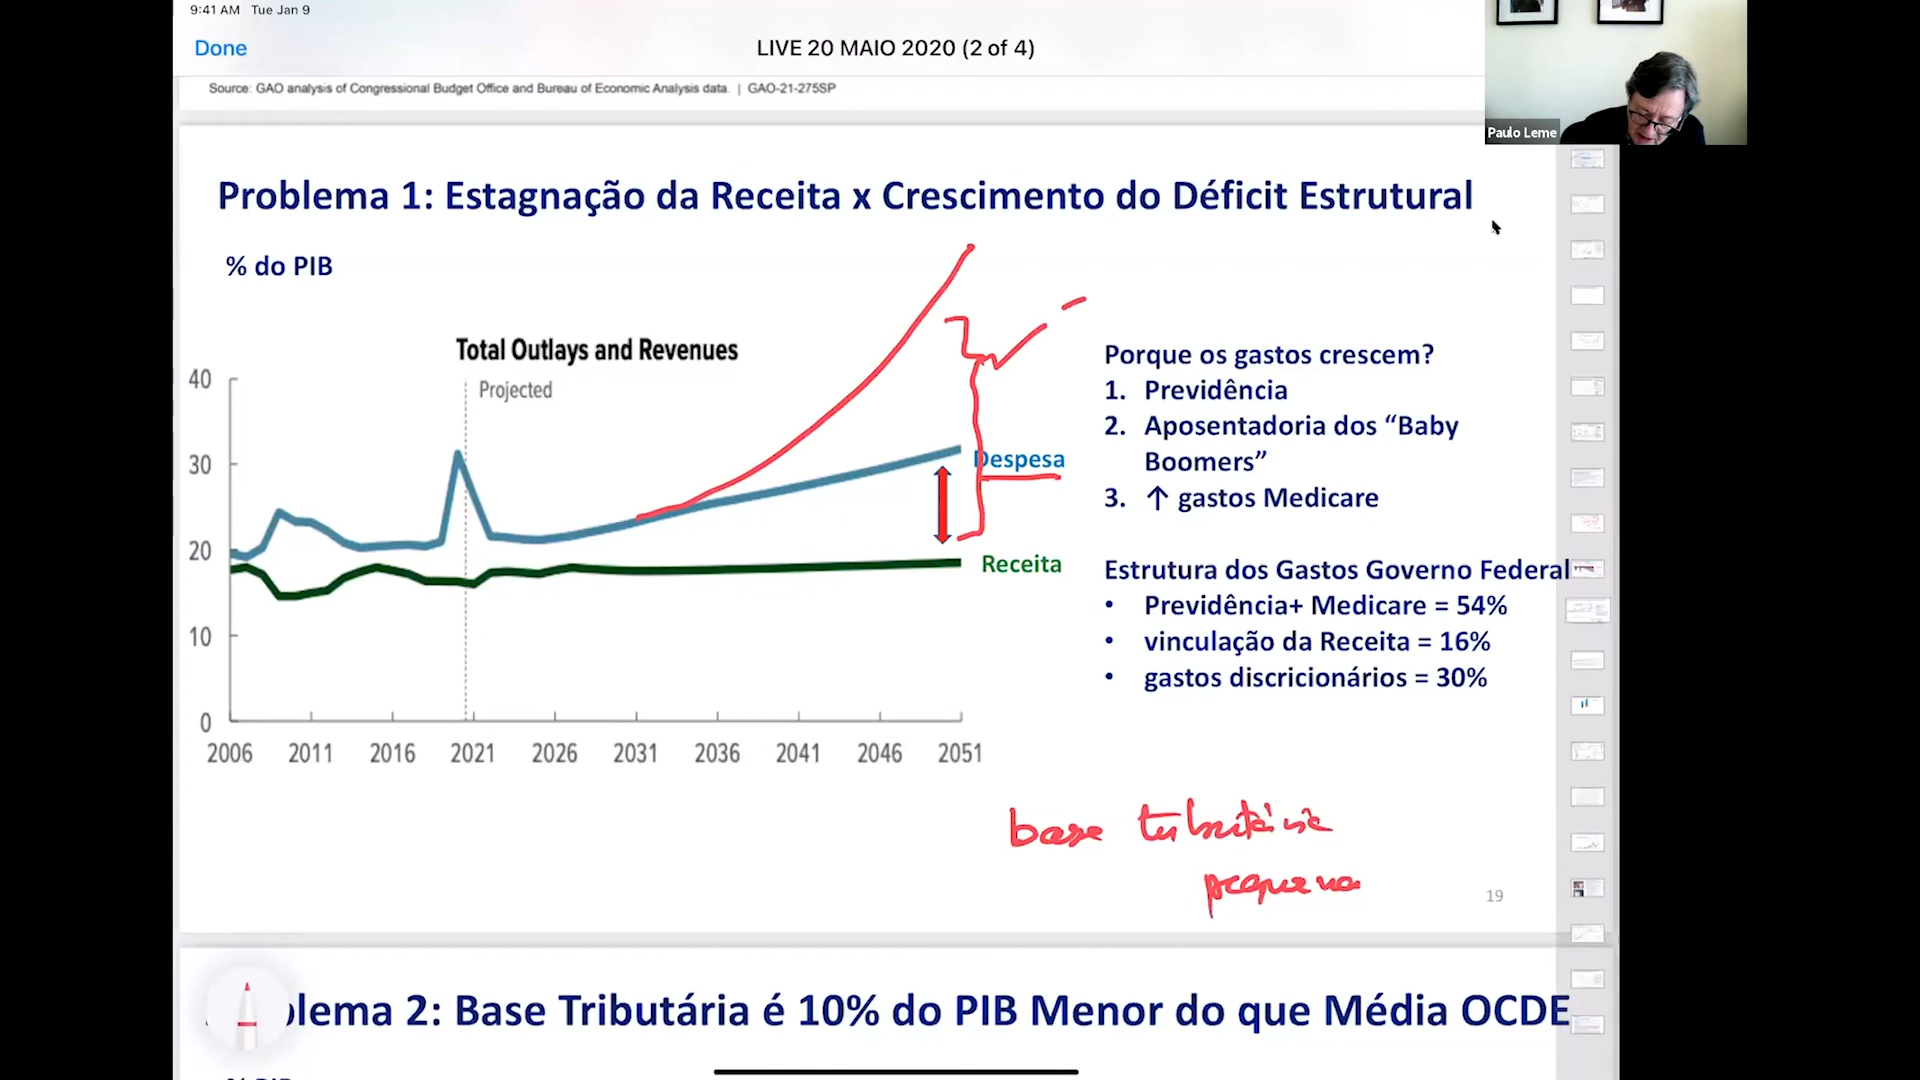 9:41 AM Tue Jan 9
Done
LIVE 20 MAIO 2020 (2 of 4)
Paulo Leme
Source: GAO analysis of Congressional Budget Office and Bureau of Economic Analysis data. | GAO-21-275SP
Problema 1: Estagnação da Receita x Crescimento do Déficit Estrutural
% do PIB
Total Outlays and Revenues
Projected
40
30
20
10
0
2006 2011 2016 2021 2026 2031 2036 2041 2046 2051
Despesa
Receita
Porque os gastos crescem?
1. Previdência
2. Aposentadoria dos “Baby
Boomers”
3. ↑ gastos Medicare
Estrutura dos Gastos Governo Federal
• Previdência+ Medicare = 54%
• vinculação da Receita = 16%
• gastos discricionários = 30%
base tributária
pequena
19
blema 2: Base Tributária é 10% do PIB Menor do que Média OCDE